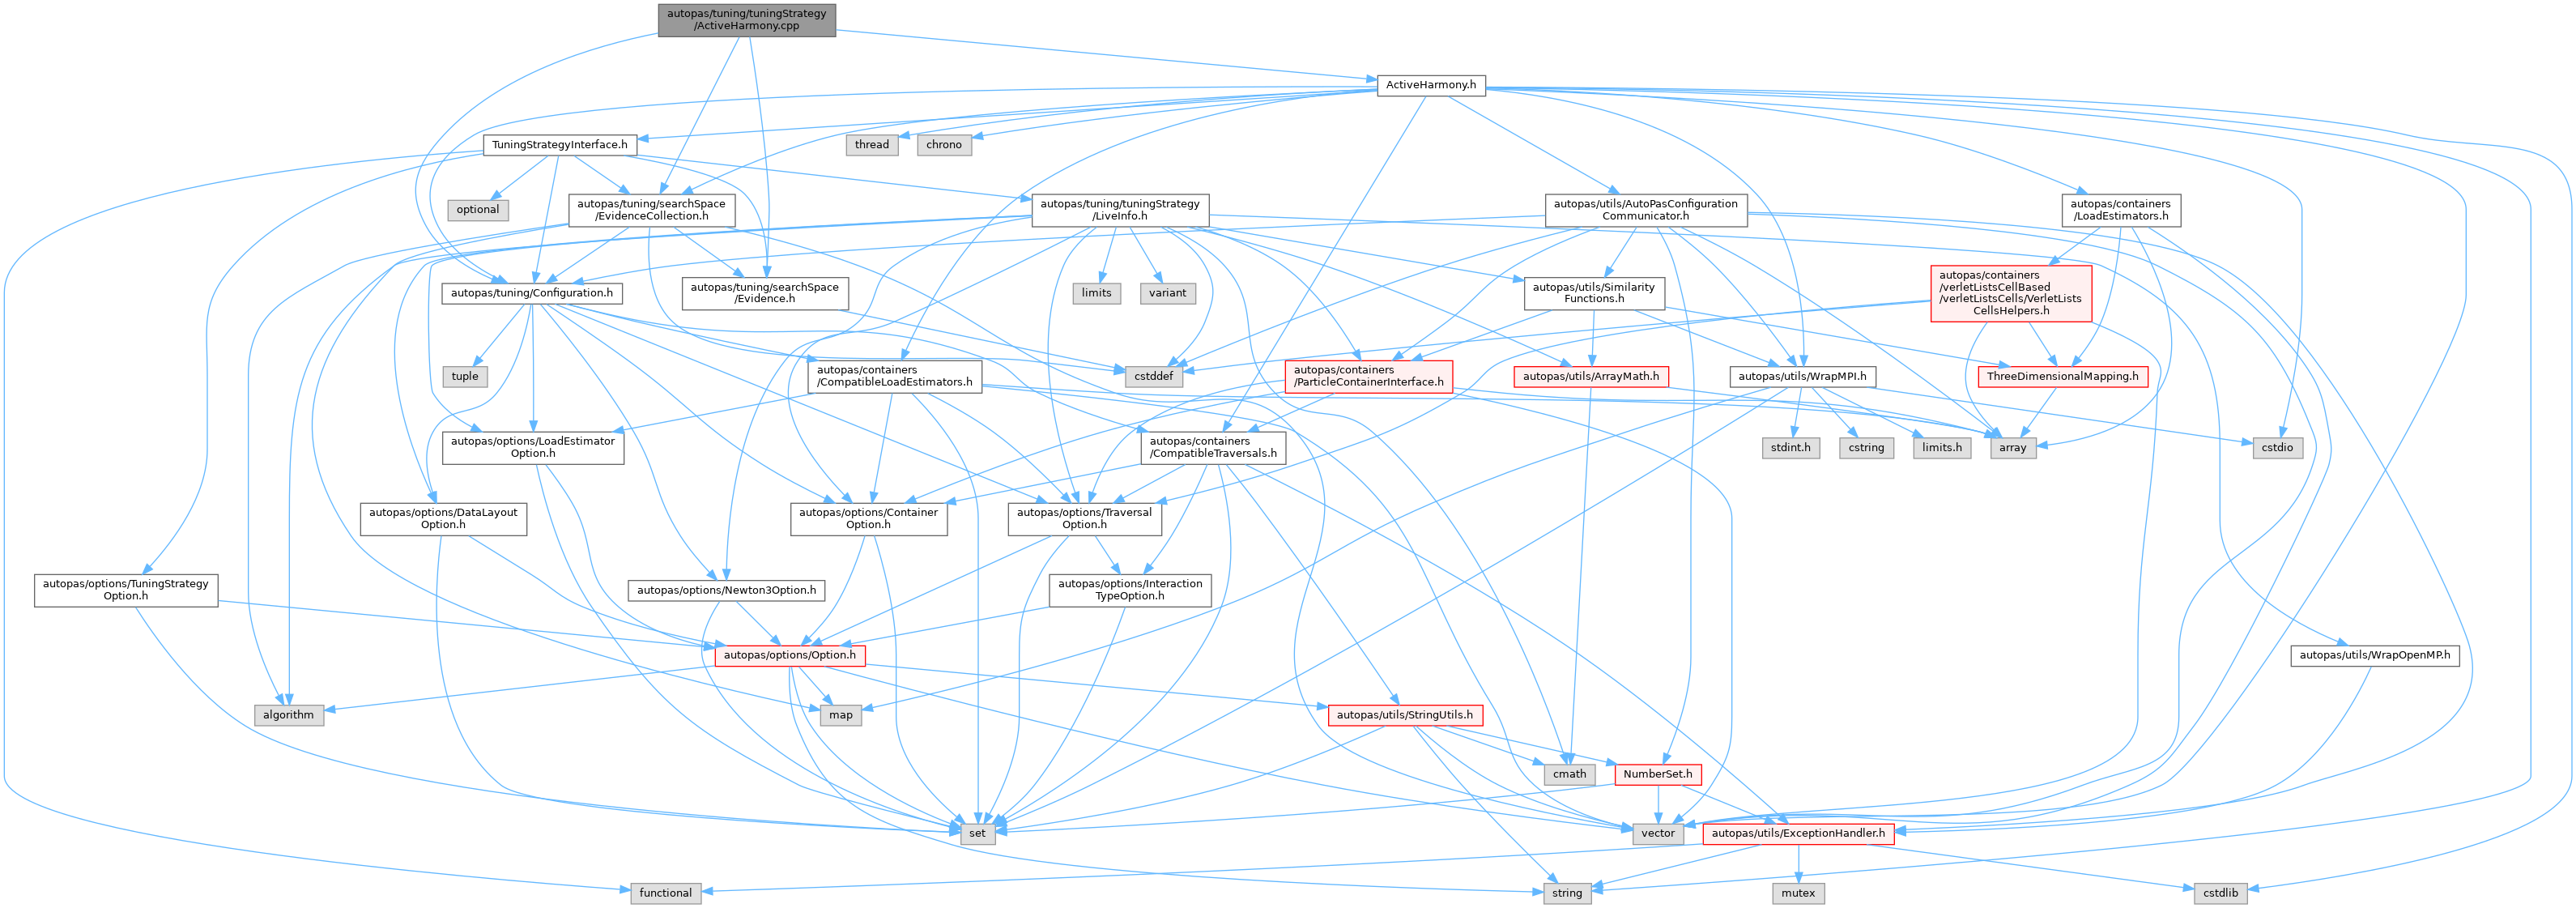 autopas/tuning/tuningStrategy
/ActiveHarmony.cpp
ActiveHarmony.h
TuningStrategyInterface.h
thread
chrono
optional
autopas/tuning/searchSpace
/EvidenceCollection.h
autopas/tuning/tuningStrategy
/LiveInfo.h
autopas/utils/AutoPasConfiguration
Communicator.h
autopas/containers
/LoadEstimators.h
autopas/tuning/Configuration.h
autopas/tuning/searchSpace
/Evidence.h
limits
variant
autopas/utils/Similarity
Functions.h
autopas/containers
/verletListsCellBased
/verletListsCells/VerletLists
CellsHelpers.h
tuple
autopas/containers
/CompatibleLoadEstimators.h
cstddef
autopas/containers
/ParticleContainerInterface.h
autopas/utils/ArrayMath.h
autopas/utils/WrapMPI.h
ThreeDimensionalMapping.h
autopas/options/LoadEstimator
Option.h
autopas/containers
/CompatibleTraversals.h
stdint.h
cstring
limits.h
array
cstdio
autopas/options/DataLayout
Option.h
autopas/options/Container
Option.h
autopas/options/Traversal
Option.h
autopas/options/TuningStrategy
Option.h
autopas/options/Newton3Option.h
autopas/options/Interaction
TypeOption.h
autopas/options/Option.h
autopas/utils/WrapOpenMP.h
algorithm
map
autopas/utils/StringUtils.h
cmath
NumberSet.h
set
vector
autopas/utils/ExceptionHandler.h
functional
string
mutex
cstdlib